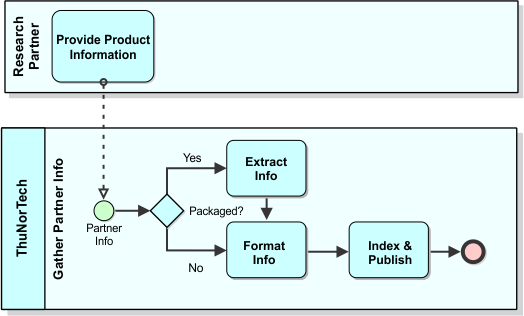 Research
Partner
Provide Product
Information
ThuNorTech
Gather Partner Info
Partner
Info
Packaged?
Yes
No
Extract
Info
Format
Info
Index &
Publish